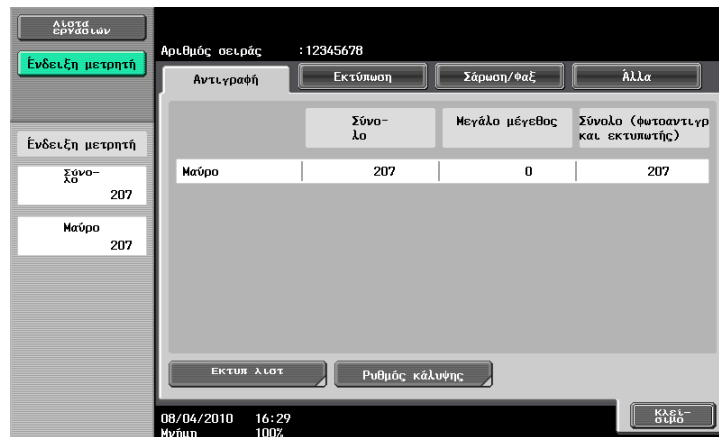 Λίστα
εργασιών
Ένδειξη μετρητή
Ένδειξη μετρητή
Σύνο-
λο
207
Μαύρο
207
Αριθμός σειράς :12345678
Αντιγραφή Εκτύπωση Σάρωση/Φαξ Άλλα
Σύνο-
λο
Μεγάλο μέγεθος
Σύνολο (φωτοαντιγρ
και εκτυπωτής)
Μαύρο 207 0 207
Εκτυπ λιστ Ρυθμός κάλυψης
08/04/2010 16:29
Μνήμη 100%
Κλεί-
σιμο